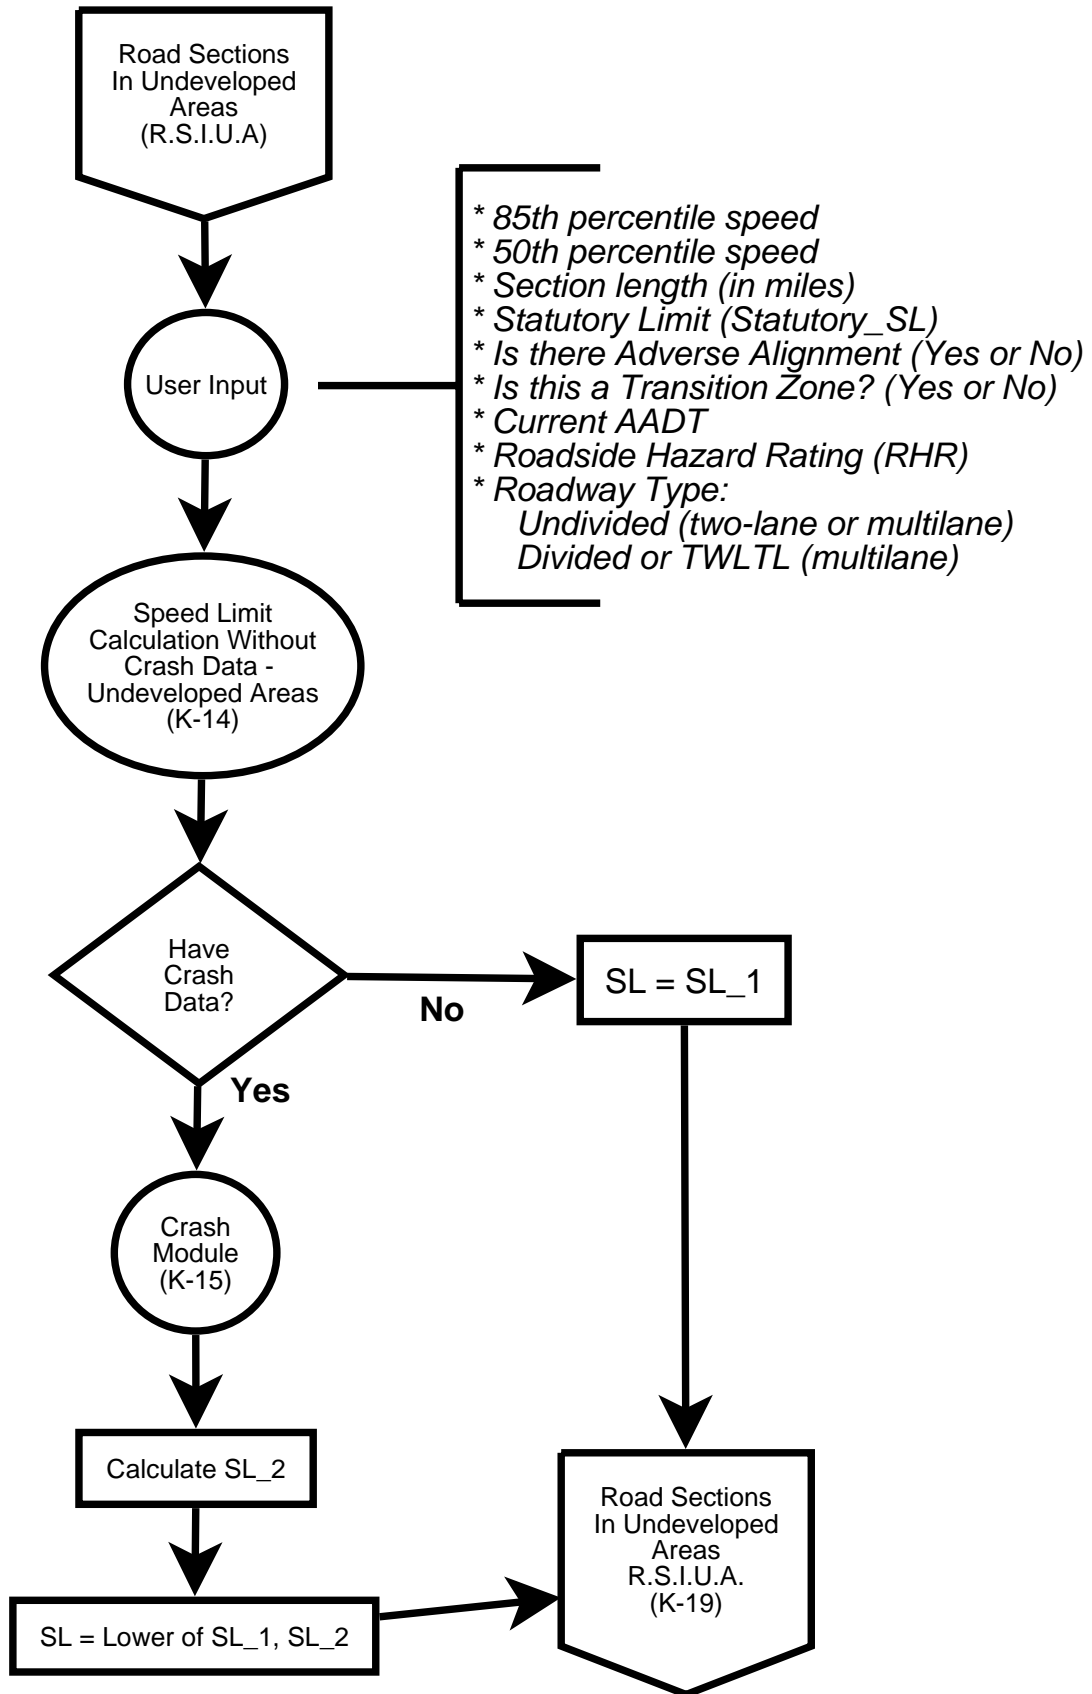 Road Sections
In Undeveloped
Areas
(R.S.I.U.A)
* 85th percentile speed
* 50th percentile speed
* Section length (in miles)
* Statutory Limit (Statutory_SL)
* Is there Adverse Alignment (Yes or No)
* Is this a Transition Zone? (Yes or No)
* Current AADT
* Roadside Hazard Rating (RHR)
* Roadway Type:
Undivided (two-lane or multilane)
Divided or TWLTL (multilane)
User Input
Speed Limit
Calculation Without
Crash Data -
Undeveloped Areas
(K-14)
Have
Crash
Data?
No
SL = SL_1
Yes
Crash
Module
(K-15)
Calculate SL_2
SL = Lower of SL_1, SL_2
Road Sections
In Undeveloped
Areas
R.S.I.U.A.
(K-19)